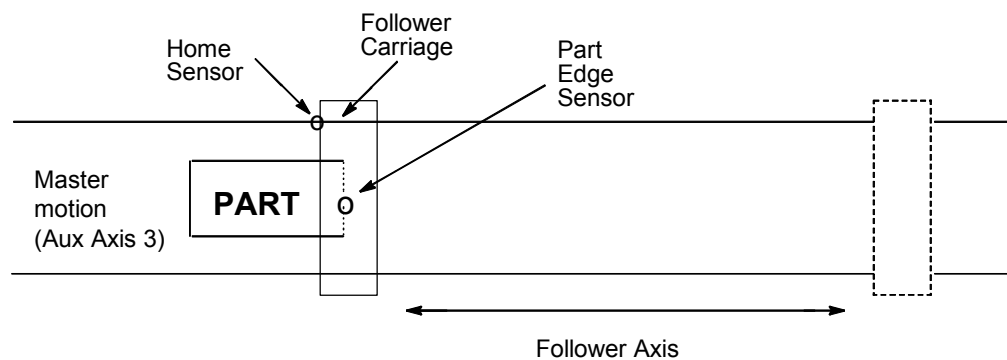 Follower
Carriage
Home
Sensor
Part
Edge
Sensor
Master
motion
(Aux Axis 3)
PART
Follower Axis